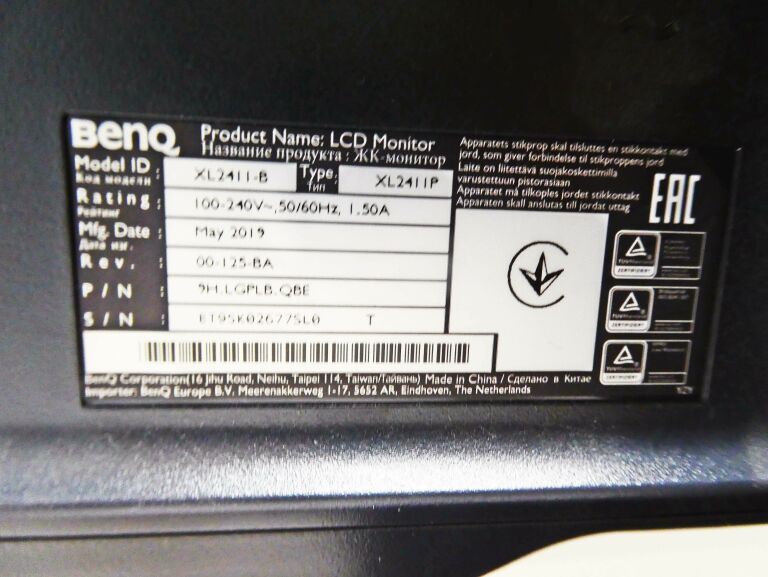 BenQ
Product Name: LCD Monitor
Название продукта : ЖК-монитор
Model ID : XL2411-B Type : XL2411P
Код модели Тип
Rating : 100-240V~,50/60Hz, 1.50A
Рейтинг
Mfg. Date : May 2019
Дата изг.
Rev. : 00-125-BA
P/N : 9H.LGPLB.QBE
S/N : ET95K02677SL0 T
BenQ Corporation(16 Jihu Road, Neihu, Taipei 114, Taiwan/Тайвань) Made in China / Сделано в Китае
Importer: BenQ Europe B.V. Meerenakkerweg 1-17, 5652 AR, Eindhoven, The Netherlands
Apparatets stikprop skal tilsluttes en stikkontakt med
jord, som giver forbindelse til stikproppens jord
Laite on liitettävä suojakoskettimilla
varustettuun pistorasiaan
Apparatet må tilkoples jordet stikkontakt
Apparaten skall anslutas till jordat uttag
EAC
CERTIFIED
CERTIFIED
CERTIFIED